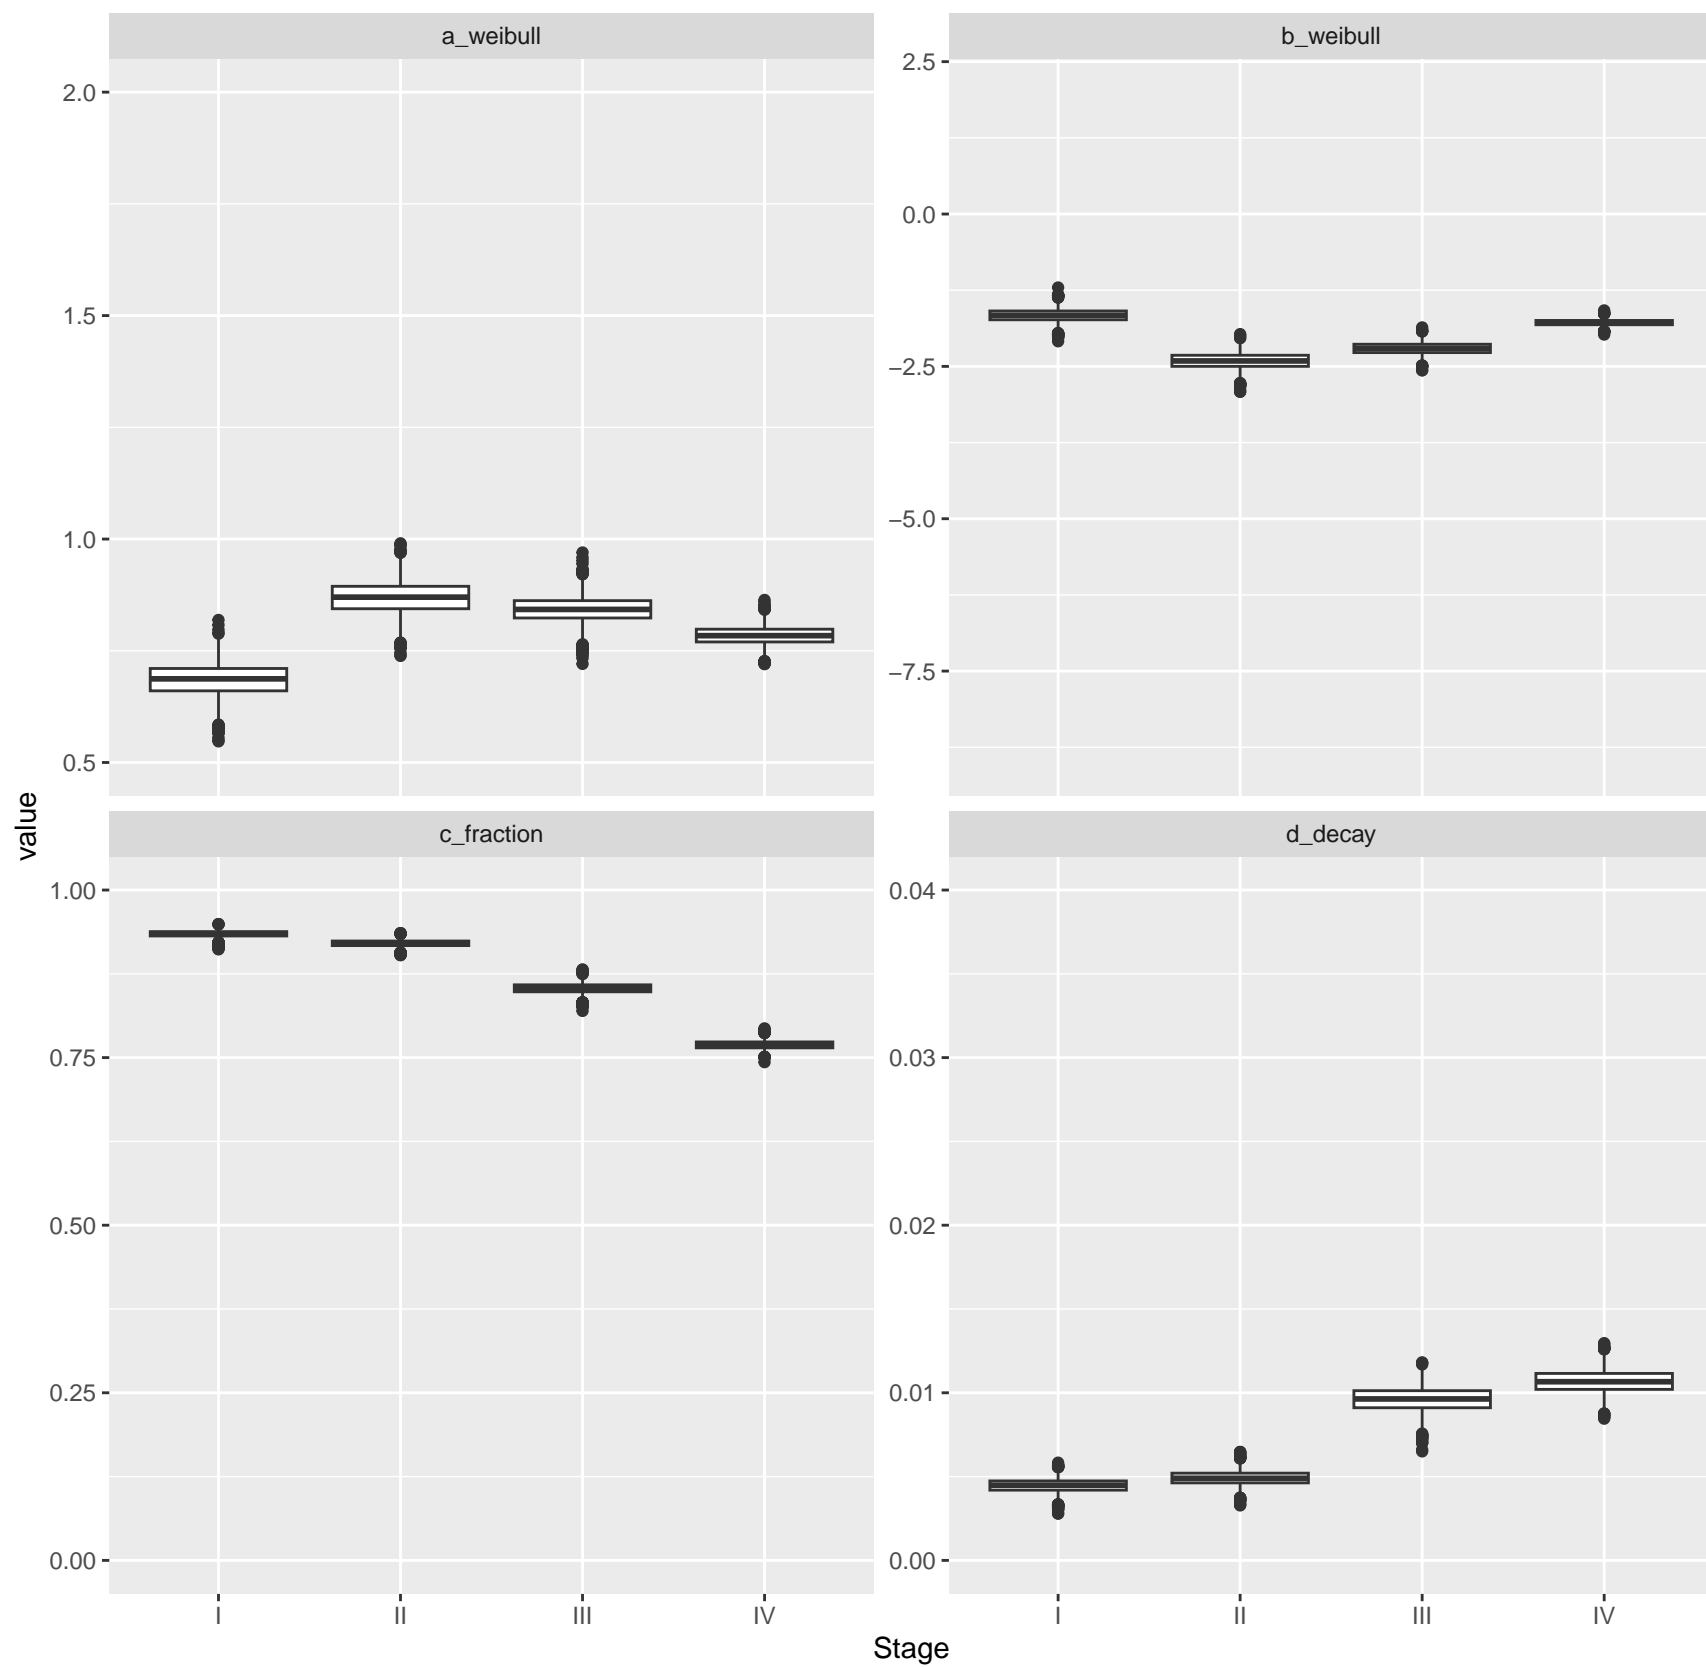 a_weibull
b_weibull
2.0
1.5
1.0
0.5
2.5
0.0
−2.5
−5.0
−7.5
value
c_fraction
d_decay
1.00
0.75
0.50
0.25
0.00
0.04
0.03
0.02
0.01
0.00
I II III IV
I II III IV
Stage